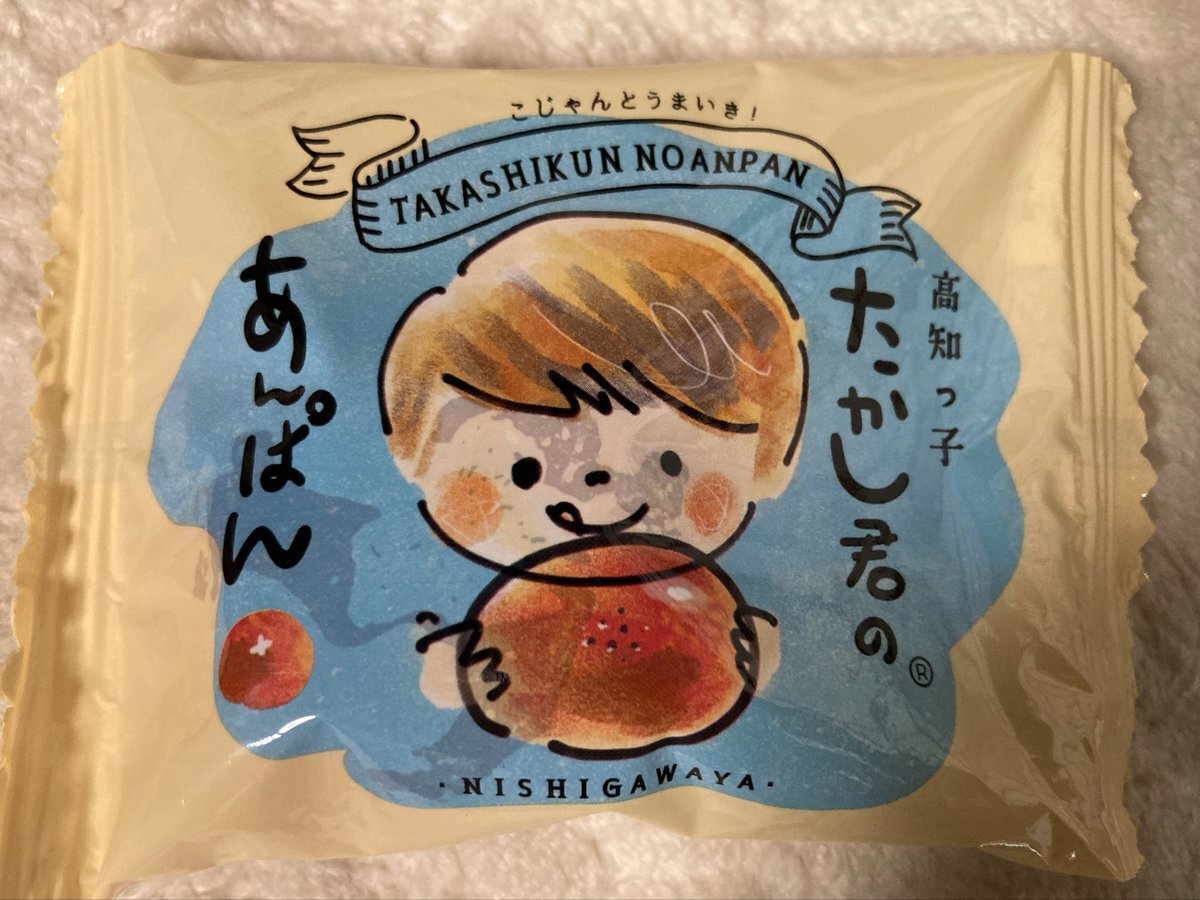 こじゃんとうまいき!
TAKASHIKUN NOANPAN
高知っ子
たかし君の®
あんぱん
・NISHIGAWAYA・